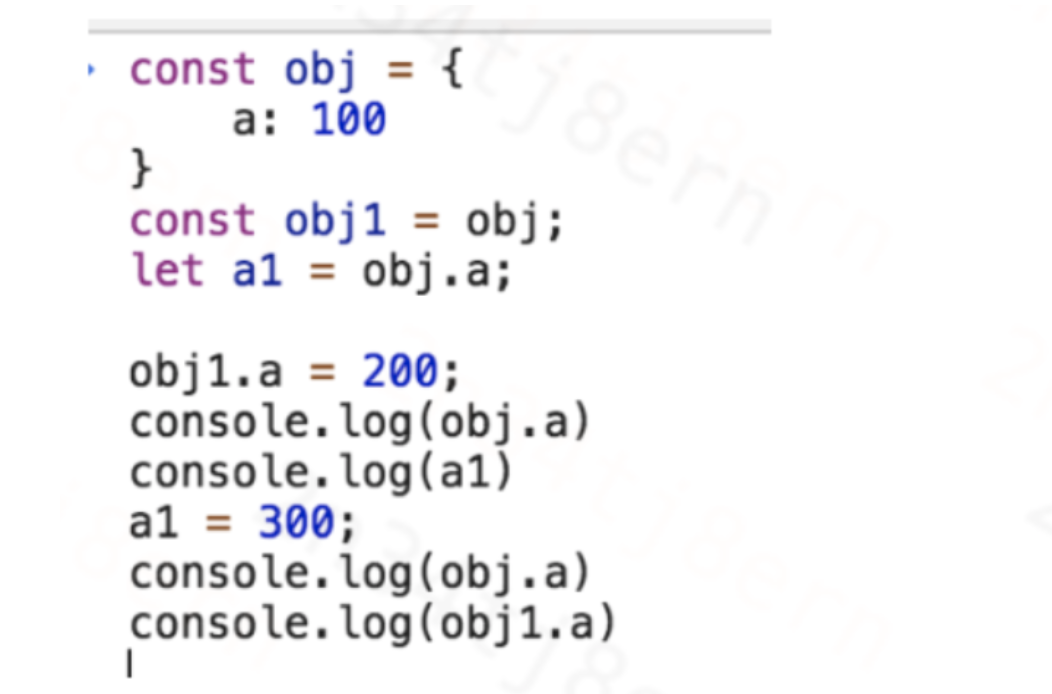 const obj = {
    a: 100
}
const obj1 = obj;
let a1 = obj.a;

obj1.a = 200;
console.log(obj.a)
console.log(a1)
a1 = 300;
console.log(obj.a)
console.log(obj1.a)